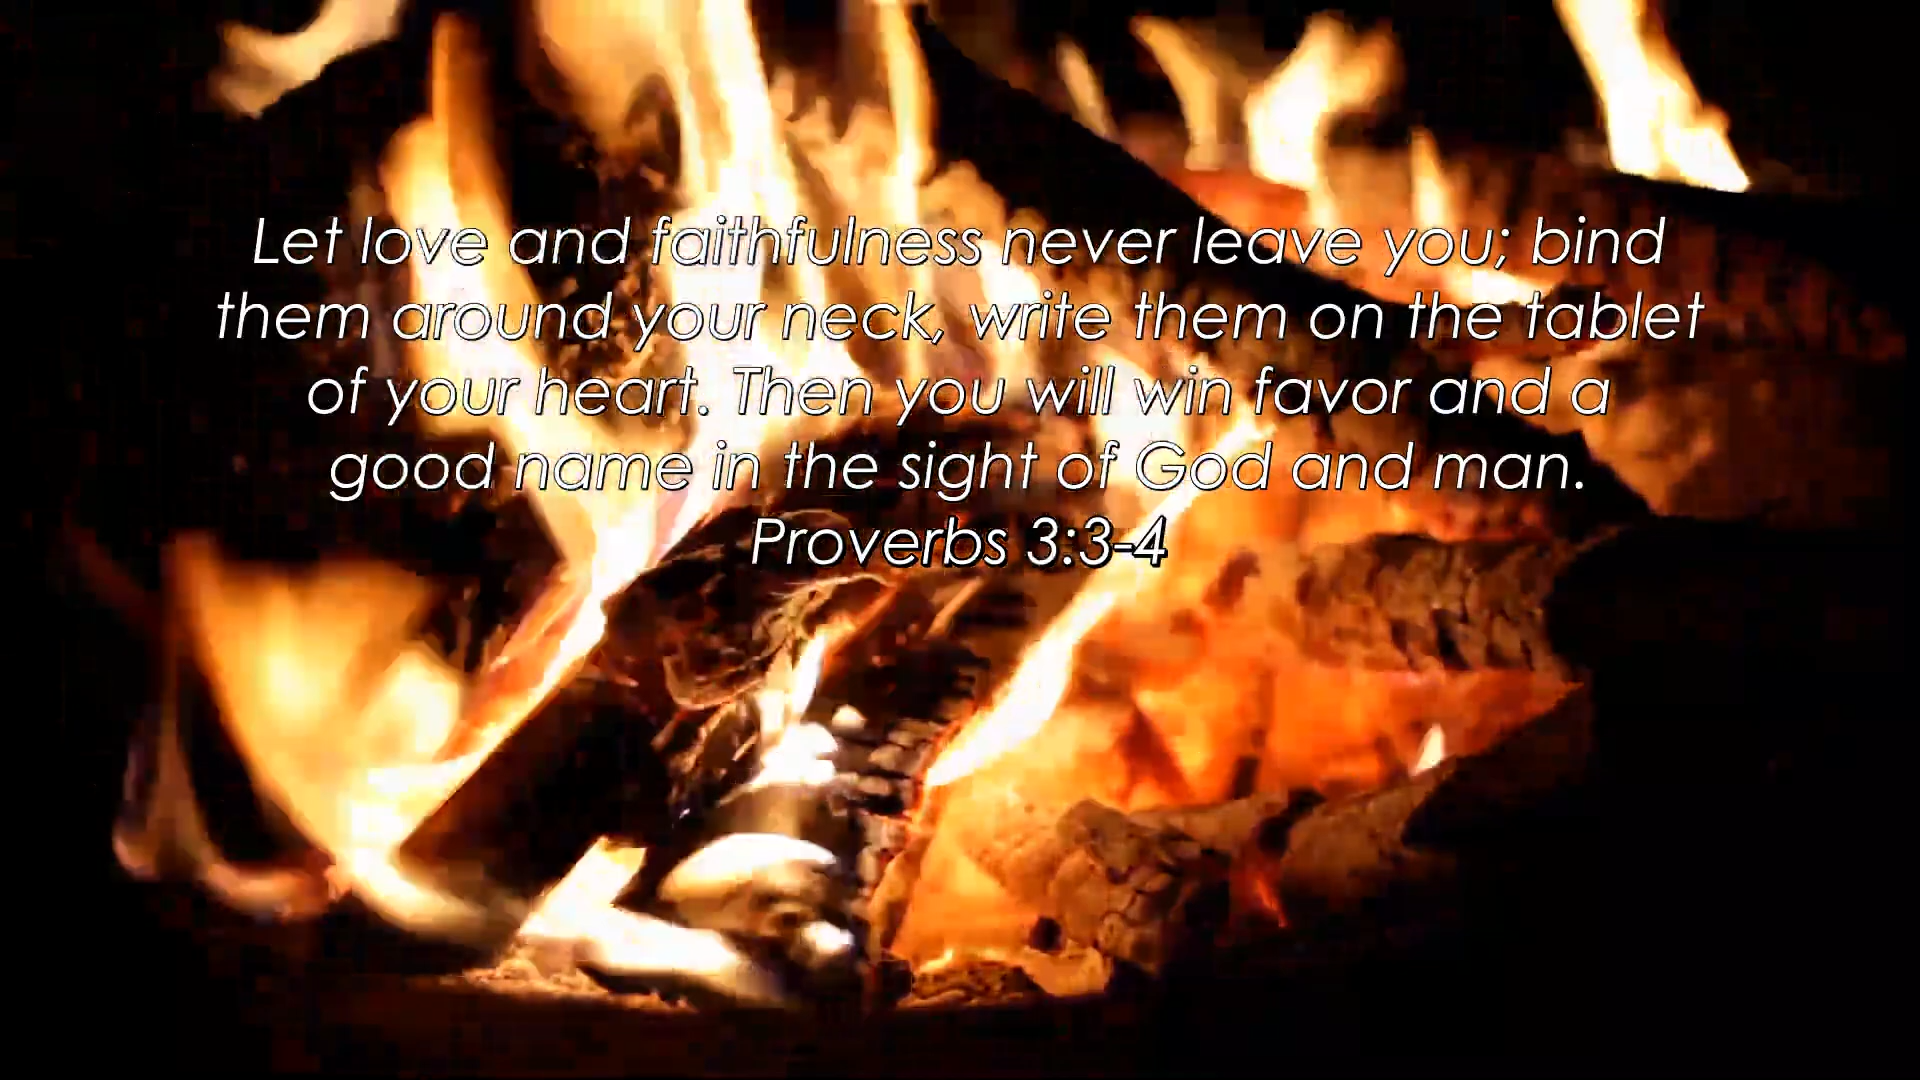 Let love and faithfulness never leave you; bind
them around your neck, write them on the tablet
of your heart. Then you will win favor and a
good name in the sight of God and man.
Proverbs 3:3-4